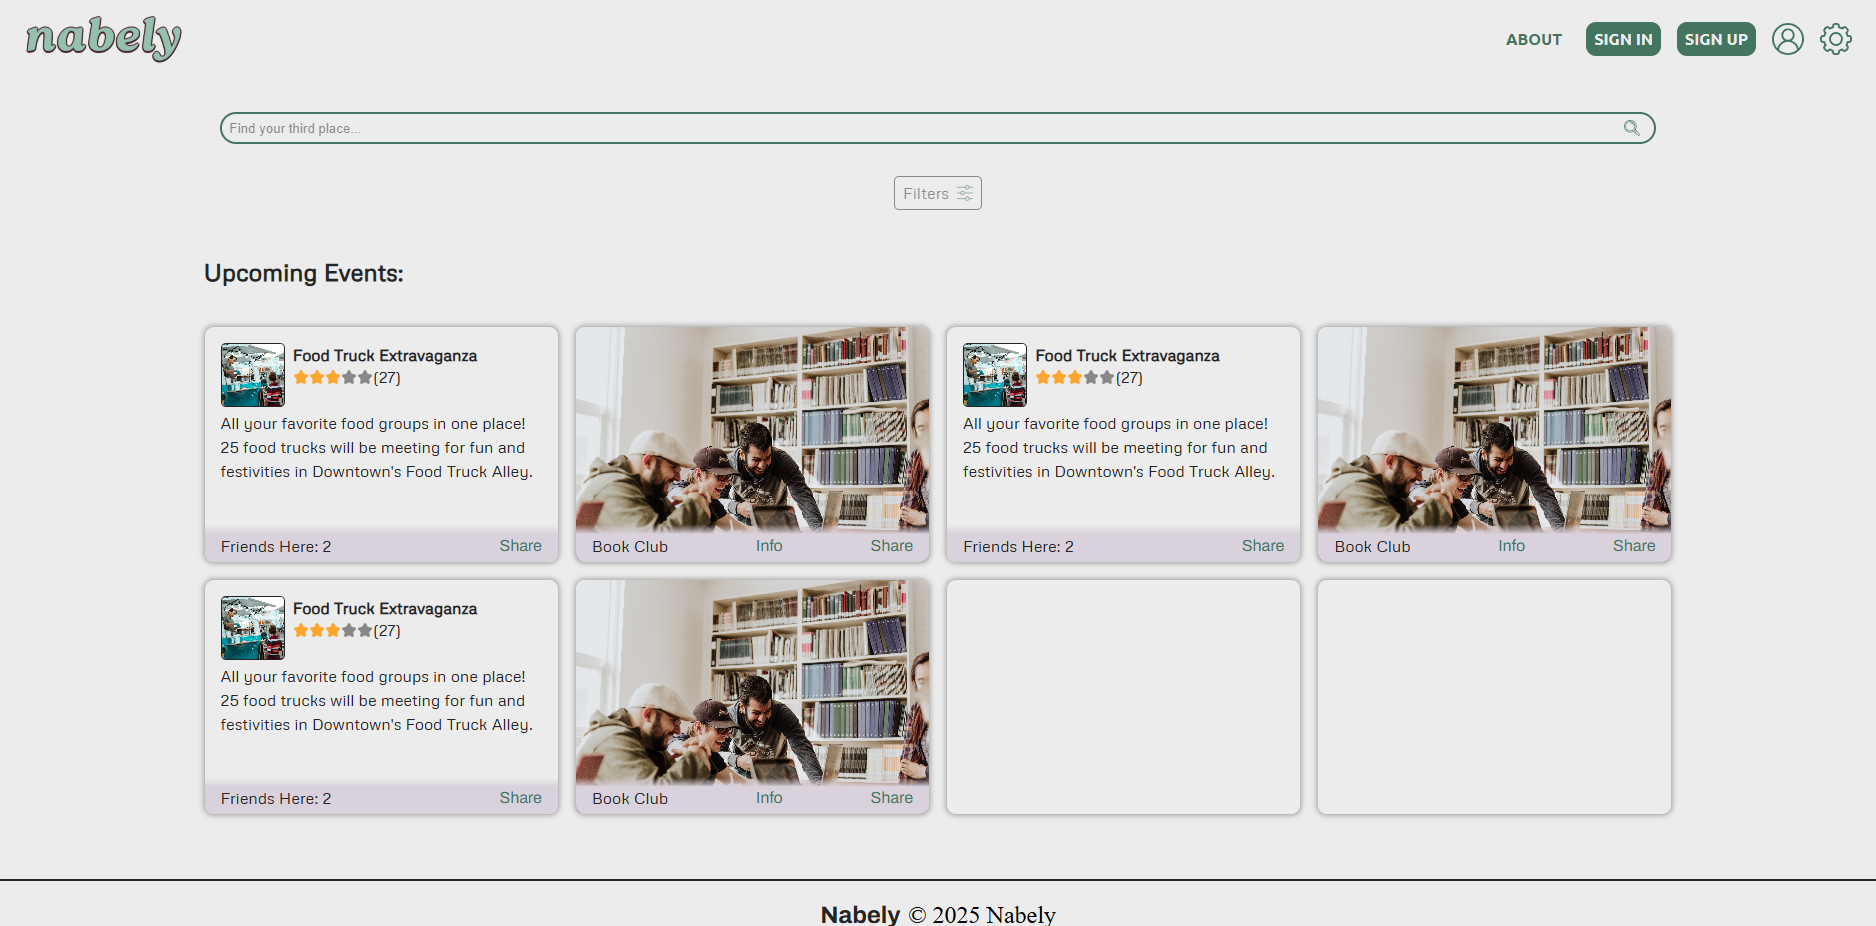 nabely
ABOUT
SIGN IN
SIGN UP
Find your third place...
Filters
Upcoming Events:
Food Truck Extravaganza
(27)
All your favorite food groups in one place!
25 food trucks will be meeting for fun and
festivities in Downtown's Food Truck Alley.
Friends Here: 2
Share
Book Club
Info
Share
Food Truck Extravaganza
(27)
All your favorite food groups in one place!
25 food trucks will be meeting for fun and
festivities in Downtown's Food Truck Alley.
Friends Here: 2
Share
Book Club
Info
Share
Food Truck Extravaganza
(27)
All your favorite food groups in one place!
25 food trucks will be meeting for fun and
festivities in Downtown's Food Truck Alley.
Friends Here: 2
Share
Book Club
Info
Share
Nabely © 2025 Nabely